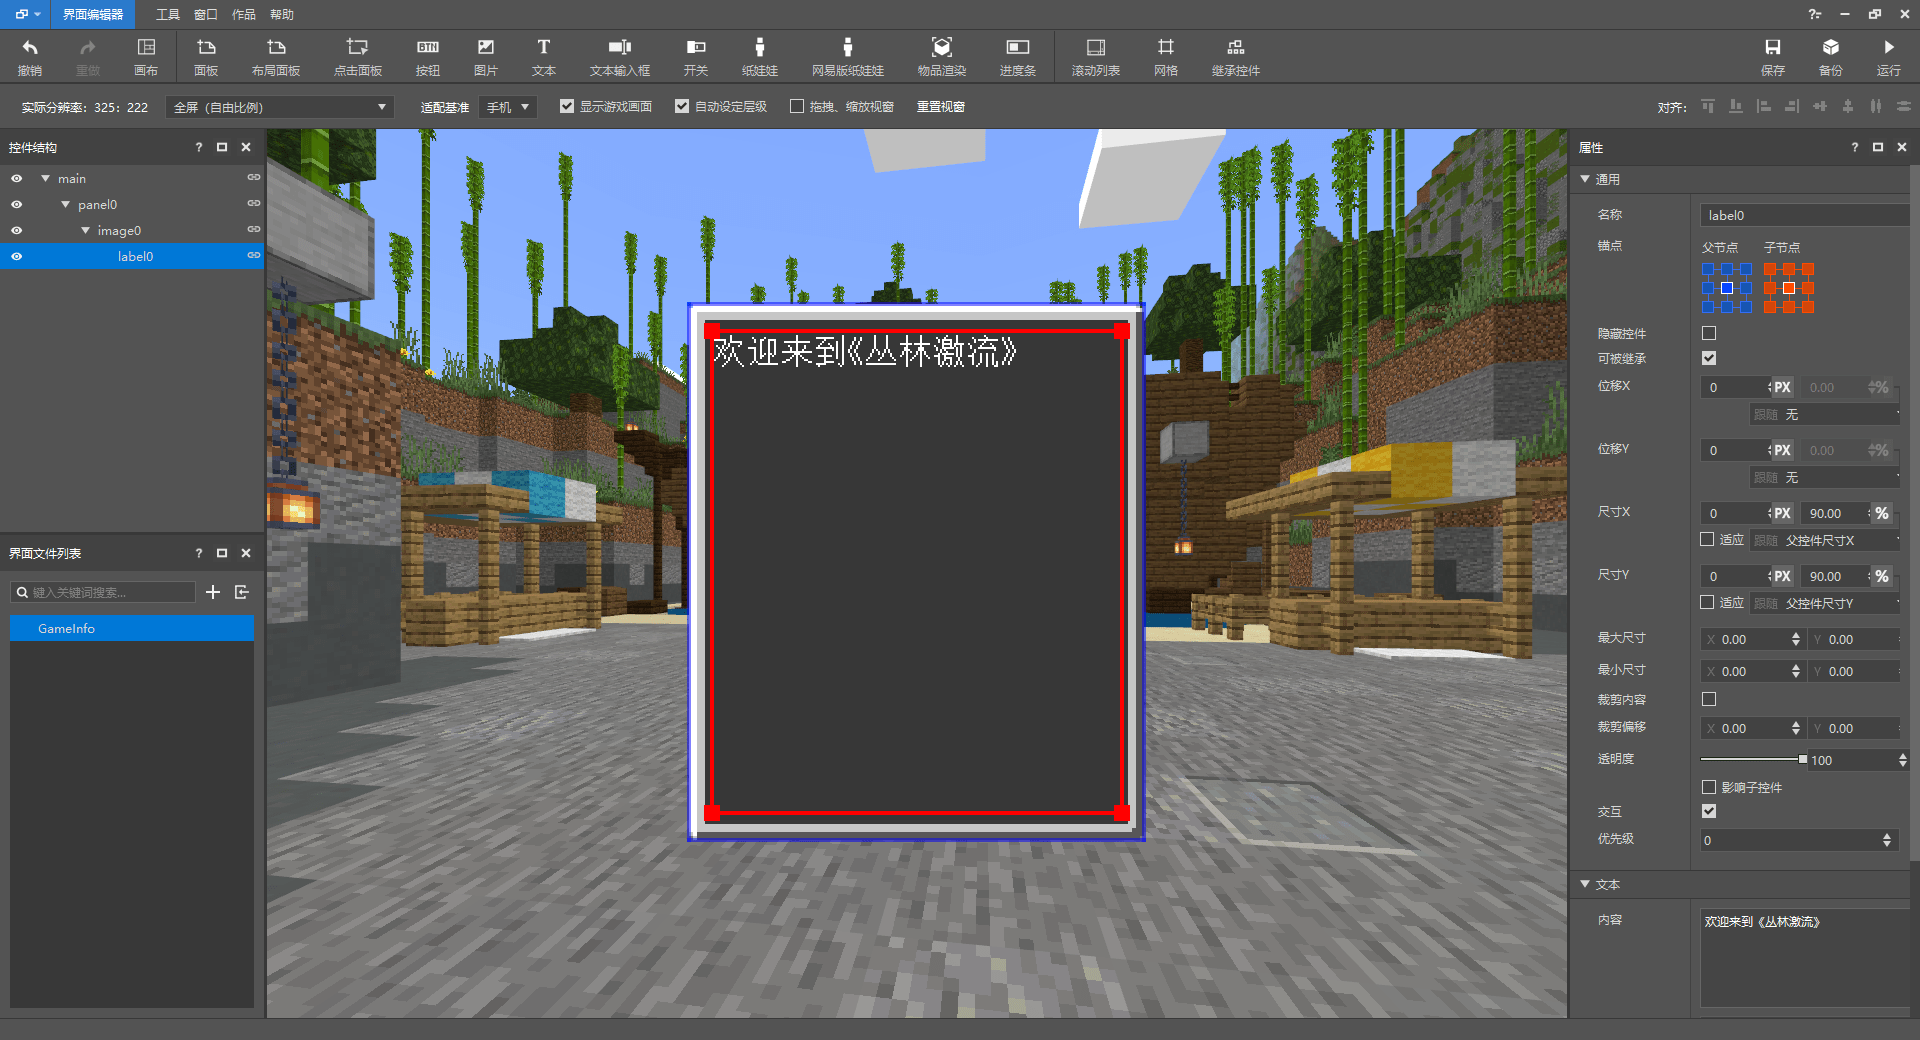 界面编辑器 工具 窗口 作品 帮助
撤销 重做 画布 面板 布局面板 点击面板 按钮 图片 文本 文本输入框 开关 纸娃娃 网易版纸娃娃 物品渲染 进度条 滚动列表 网格 继承控件 保存 备份 运行
BTN
实际分辨率：325：222 全屏（自由比例） 适配基准 手机 显示游戏画面 自动设定层级 拖拽、缩放视窗 重置视窗 对齐：
控件结构
main
panel0
image0
label0
界面文件列表
键入关键词搜索...
GameInfo
欢迎来到《丛林激流》
属性
通用
名称 label0
锚点 父节点 子节点
隐藏控件
可被继承
位移X 0 PX 0.00 %
跟随 无
位移Y 0 PX 0.00 %
跟随 无
尺寸X 0 PX 90.00 %
适应 跟随 父控件尺寸X
尺寸Y 0 PX 90.00 %
适应 跟随 父控件尺寸Y
最大尺寸 X 0.00 Y 0.00
最小尺寸 X 0.00 Y 0.00
裁剪内容
裁剪偏移 X 0.00 Y 0.00
透明度 100
影响子控件
交互
优先级 0
文本
内容 欢迎来到《丛林激流》